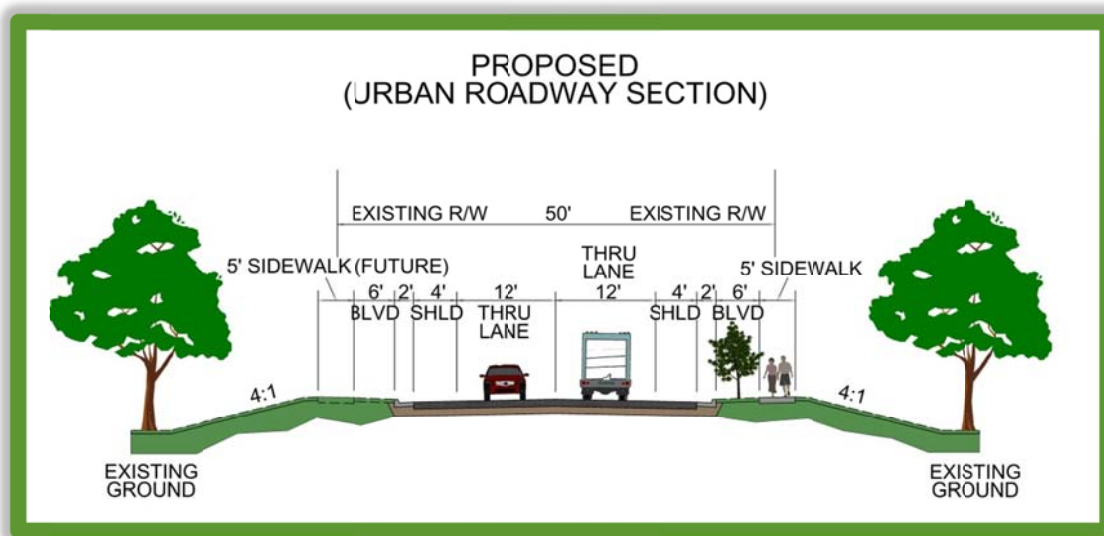 PROPOSED
(URBAN ROADWAY SECTION)
EXISTING R/W 50' EXISTING R/W
THRU
LANE
5' SIDEWALK (FUTURE) 5' SIDEWALK
6' 2' 4' 12' 12' 4' 2' 6'
BLVD SHLD THRU SHLD BLVD
LANE
4:1 4:1
EXISTING EXISTING
GROUND GROUND